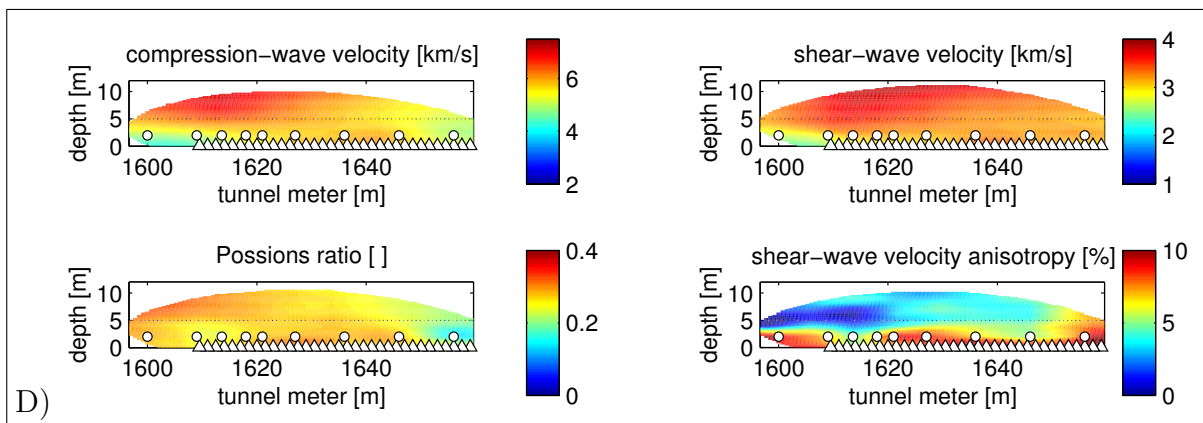 compression−wave velocity [km/s]
depth [m]
10
5
0
1600 1620 1640
tunnel meter [m]
6
4
2
shear−wave velocity [km/s]
depth [m]
10
5
0
1600 1620 1640
tunnel meter [m]
4
3
2
1
Possions ratio [ ]
depth [m]
10
5
0
1600 1620 1640
tunnel meter [m]
0.4
0.2
0
shear−wave velocity anisotropy [%]
depth [m]
10
5
0
1600 1620 1640
tunnel meter [m]
10
5
0
D)